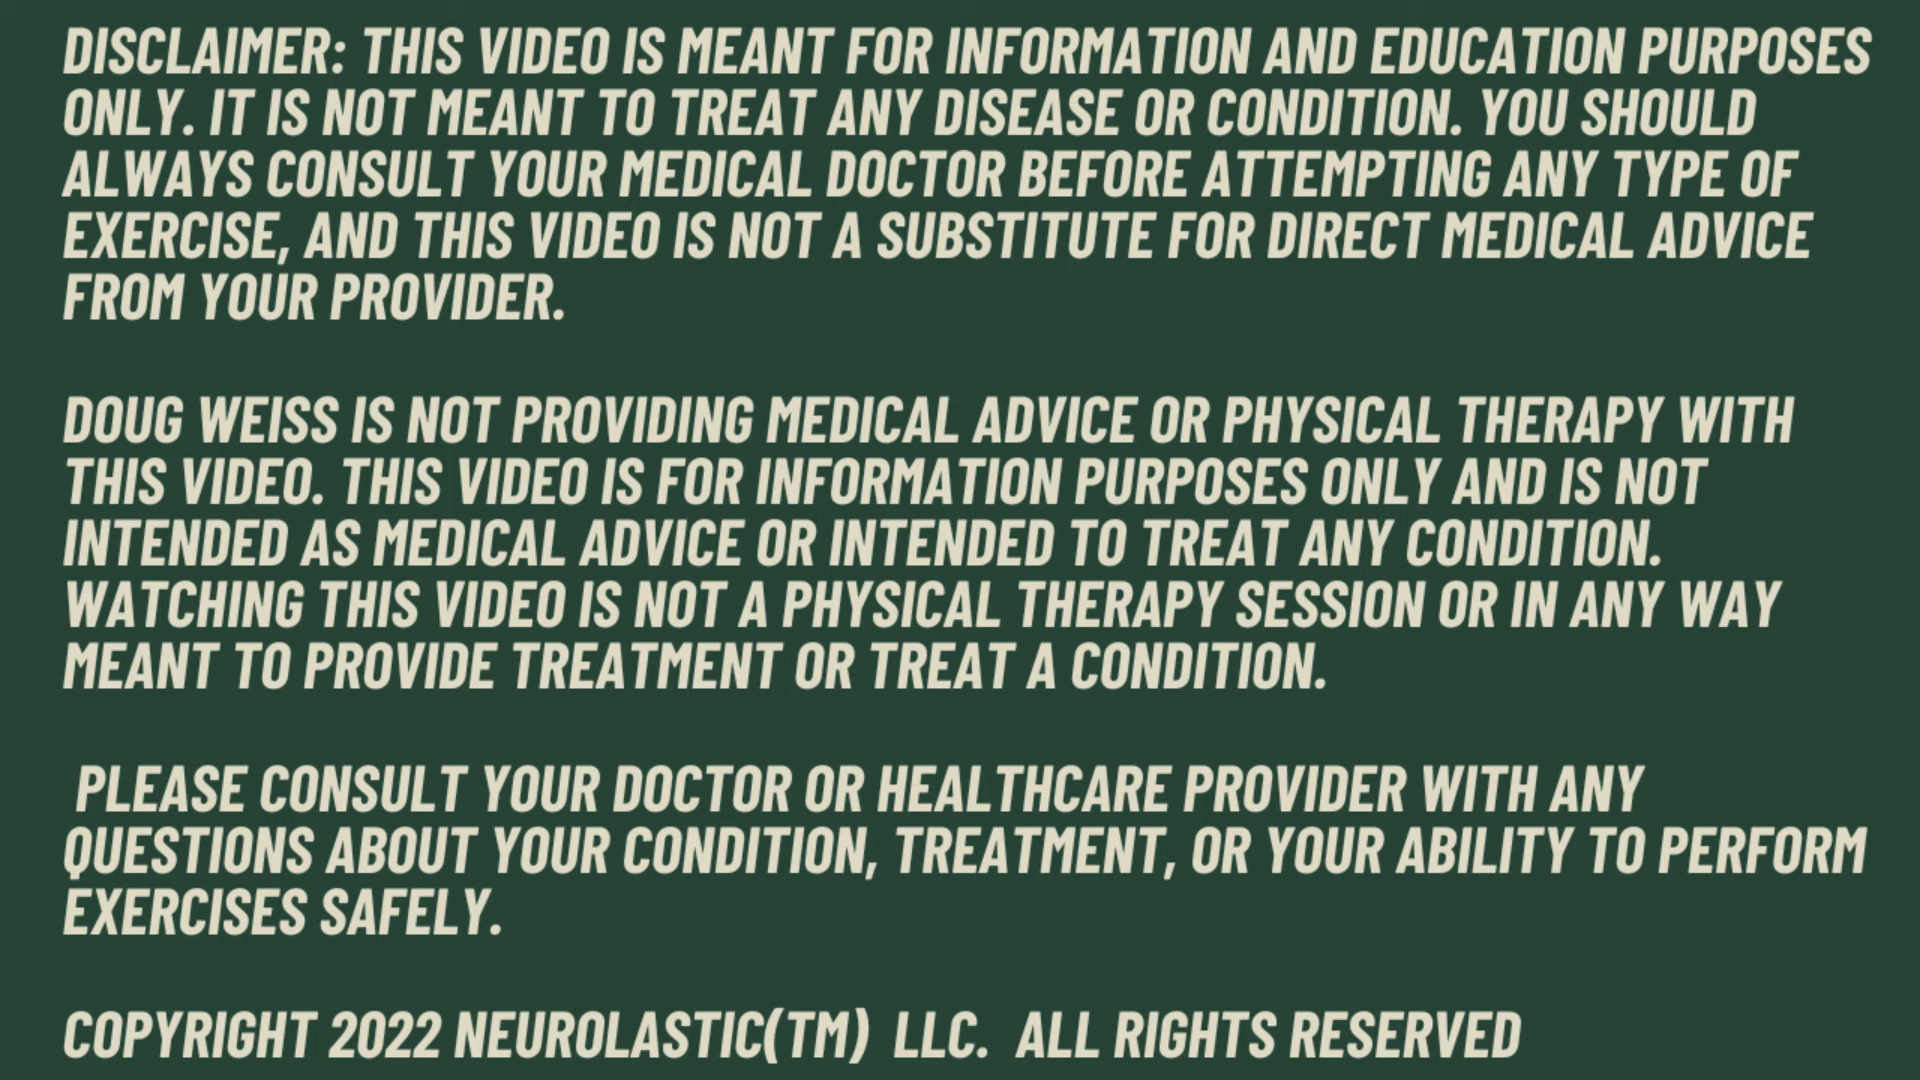 DISCLAIMER: THIS VIDEO IS MEANT FOR INFORMATION AND EDUCATION PURPOSES
ONLY. IT IS NOT MEANT TO TREAT ANY DISEASE OR CONDITION. YOU SHOULD
ALWAYS CONSULT YOUR MEDICAL DOCTOR BEFORE ATTEMPTING ANY TYPE OF
EXERCISE, AND THIS VIDEO IS NOT A SUBSTITUTE FOR DIRECT MEDICAL ADVICE
FROM YOUR PROVIDER.
DOUG WEISS IS NOT PROVIDING MEDICAL ADVICE OR PHYSICAL THERAPY WITH
THIS VIDEO. THIS VIDEO IS FOR INFORMATION PURPOSES ONLY AND IS NOT
INTENDED AS MEDICAL ADVICE OR INTENDED TO TREAT ANY CONDITION.
WATCHING THIS VIDEO IS NOT A PHYSICAL THERAPY SESSION OR IN ANY WAY
MEANT TO PROVIDE TREATMENT OR TREAT A CONDITION.
PLEASE CONSULT YOUR DOCTOR OR HEALTHCARE PROVIDER WITH ANY
QUESTIONS ABOUT YOUR CONDITION, TREATMENT, OR YOUR ABILITY TO PERFORM
EXERCISES SAFELY.
COPYRIGHT 2022 NEUROLASTIC(TM) LLC. ALL RIGHTS RESERVED